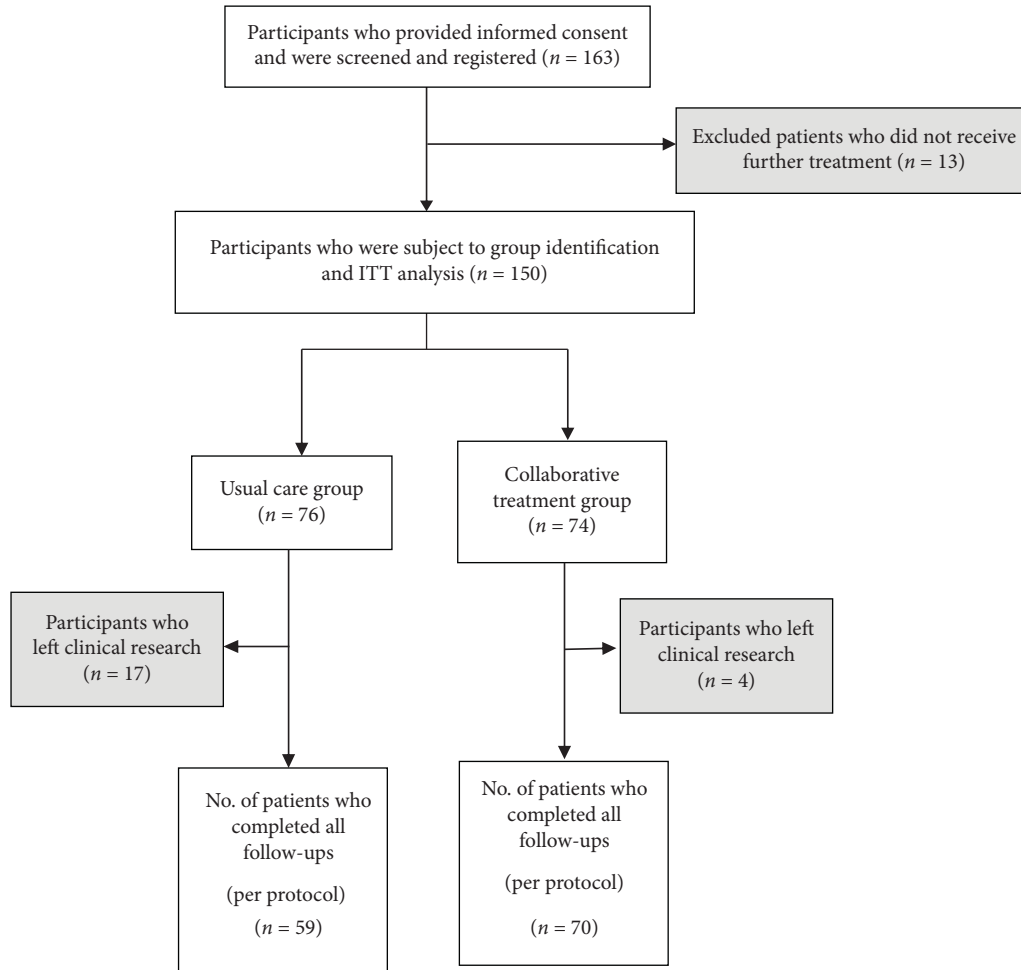 Participants who provided informed consent
and were screened and registered (n = 163)
Excluded patients who did not receive
further treatment (n = 13)
Participants who were subject to group identification
and ITT analysis (n = 150)
Usual care group
(n = 76)
Collaborative
treatment group
(n = 74)
Participants who
left clinical research
(n = 17)
Participants who left
clinical research
(n = 4)
No. of patients who
completed all
follow-ups
(per protocol)
(n = 59)
No. of patients who
completed all
follow-ups
(per protocol)
(n = 70)